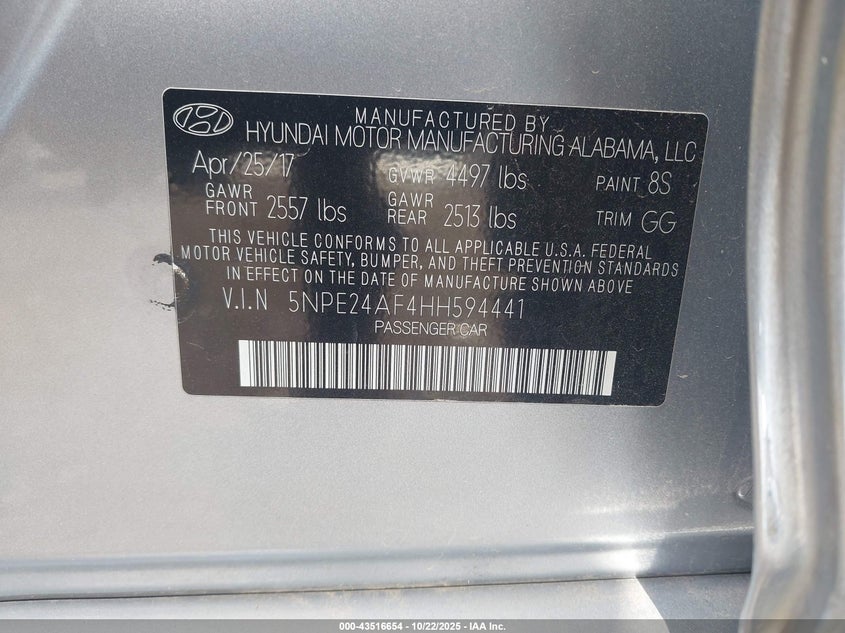 MANUFACTURED BY
HYUNDAI MOTOR MANUFACTURING ALABAMA, LLC
Apr/25/17 GVWR 4497 lbs PAINT 8S
GAWR FRONT 2557 lbs GAWR REAR 2513 lbs TRIM GG
THIS VEHICLE CONFORMS TO ALL APPLICABLE U.S.A. FEDERAL
MOTOR VEHICLE SAFETY, BUMPER, AND THEFT PREVENTION STANDARDS
IN EFFECT ON THE DATE OF MANUFACTURE SHOWN ABOVE
V.I.N 5NPE24AF4HH594441
PASSENGER CAR
000-43516654 - 10/22/2025 - IAA Inc.